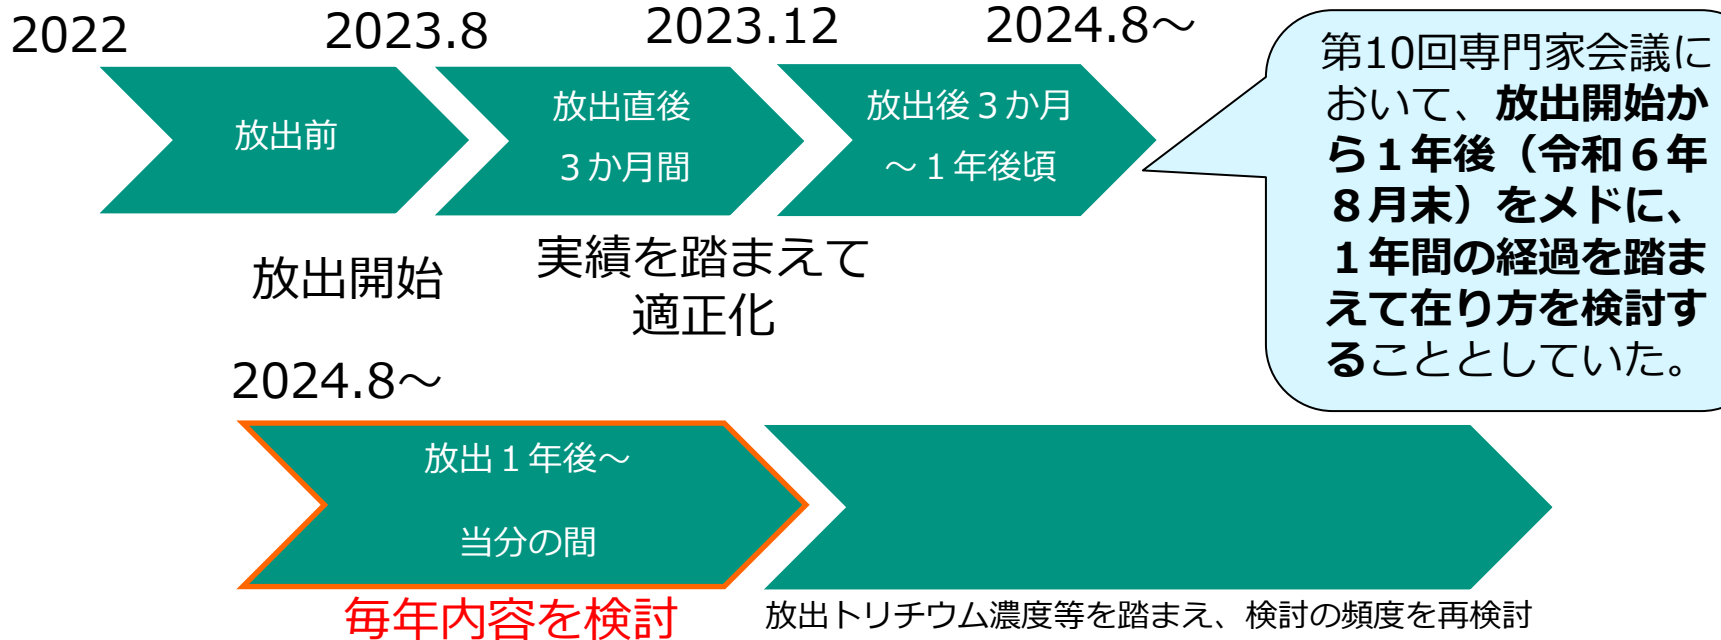 2022
2023.8
2023.12
2024.8～
放出前
放出直後
３か月間
放出後３か月
～１年後頃
第10回専門家会議に
おいて、放出開始か
ら１年後（令和６年
８月末）をメドに、
１年間の経過を踏ま
えて在り方を検討す
ることとしていた。
放出開始
実績を踏まえて
適正化
2024.8～
放出１年後～
当分の間
毎年内容を検討
放出トリチウム濃度等を踏まえ、検討の頻度を再検討